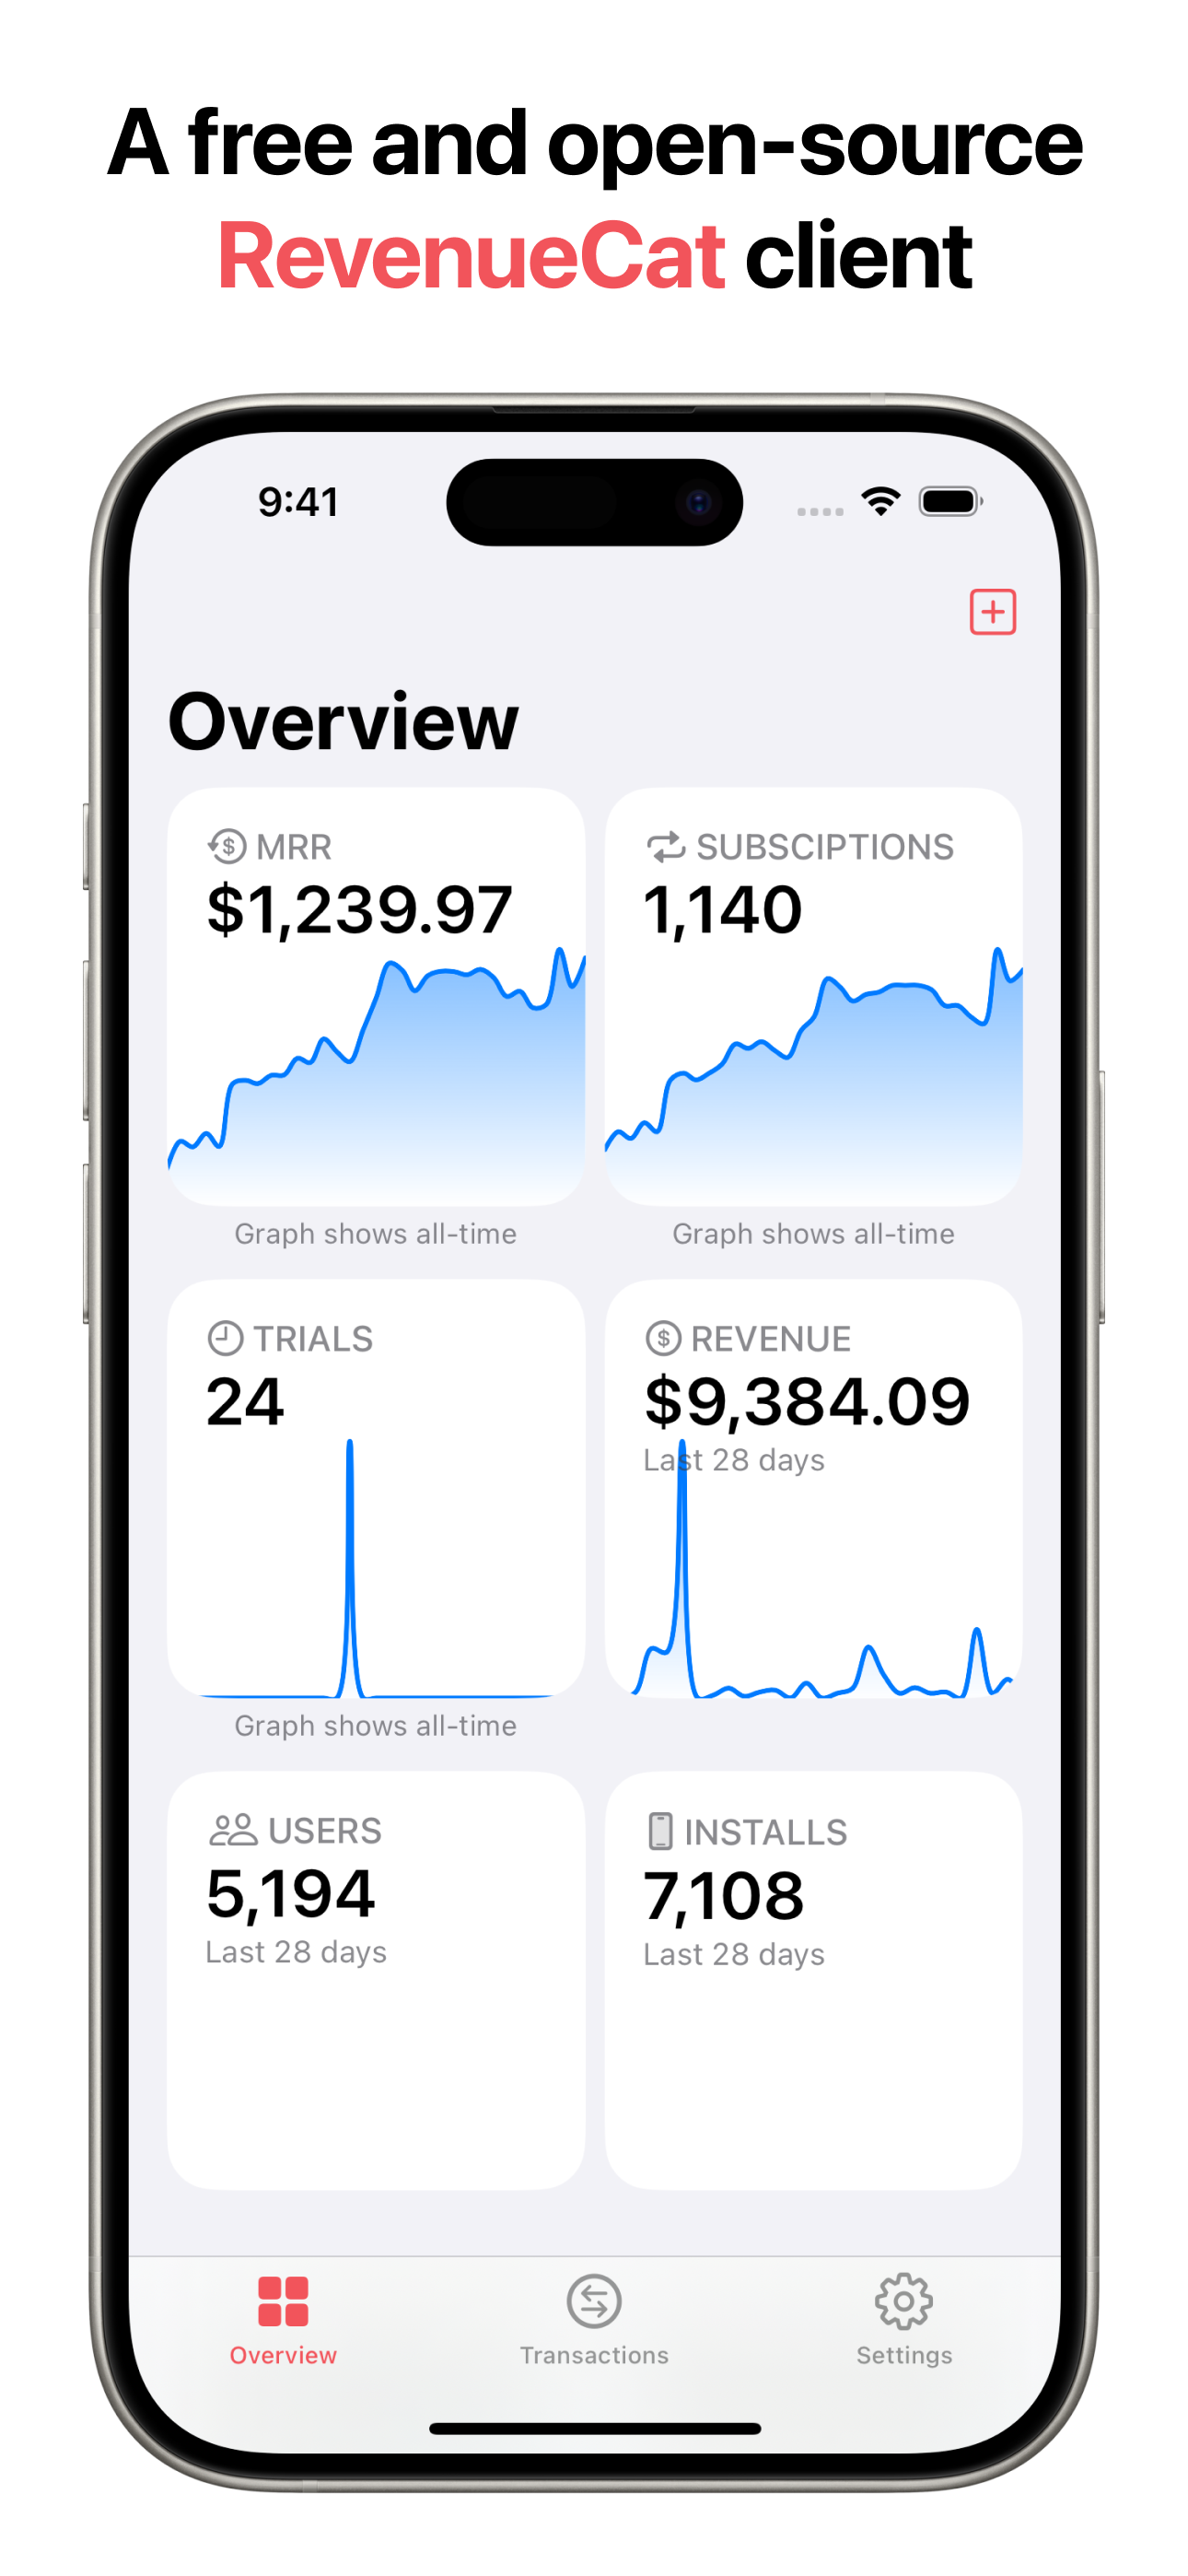 A free and open-source
RevenueCat client
9:41
Overview
MRR
$1,239.97
Graph shows all-time
SUBSCIPTIONS
1,140
Graph shows all-time
TRIALS
24
Graph shows all-time
REVENUE
$9,384.09
Last 28 days
USERS
5,194
Last 28 days
INSTALLS
7,108
Last 28 days
Overview
Transactions
Settings